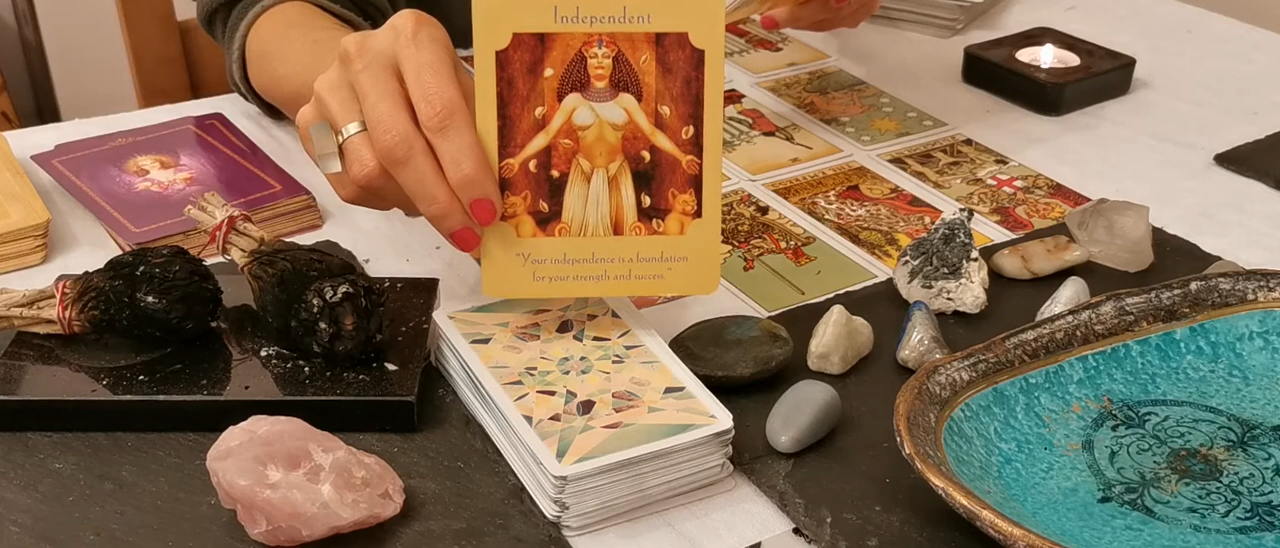 Independent
"Your independence is a foundation
for your strength and success."